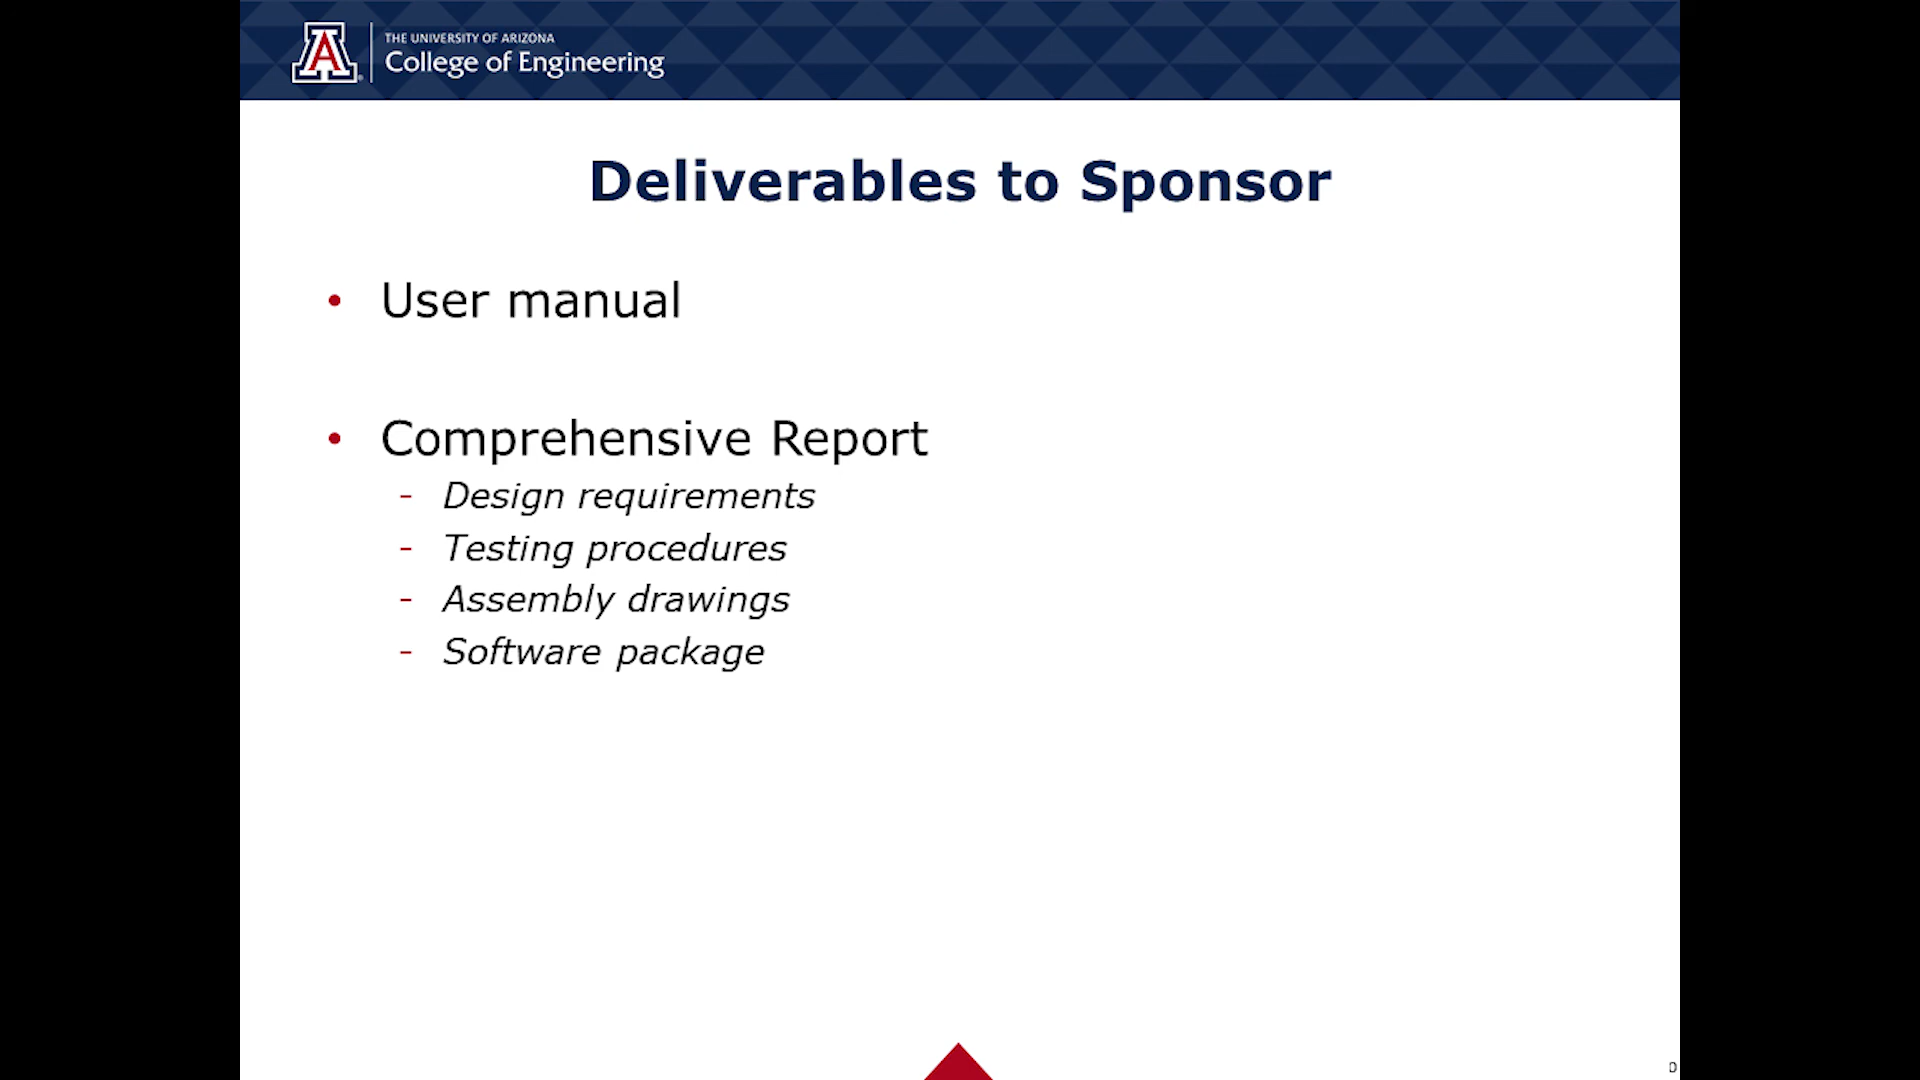 A
THE UNIVERSITY OF ARIZONA
College of Engineering
Deliverables to Sponsor
• User manual
• Comprehensive Report
- Design requirements
- Testing procedures
- Assembly drawings
- Software package